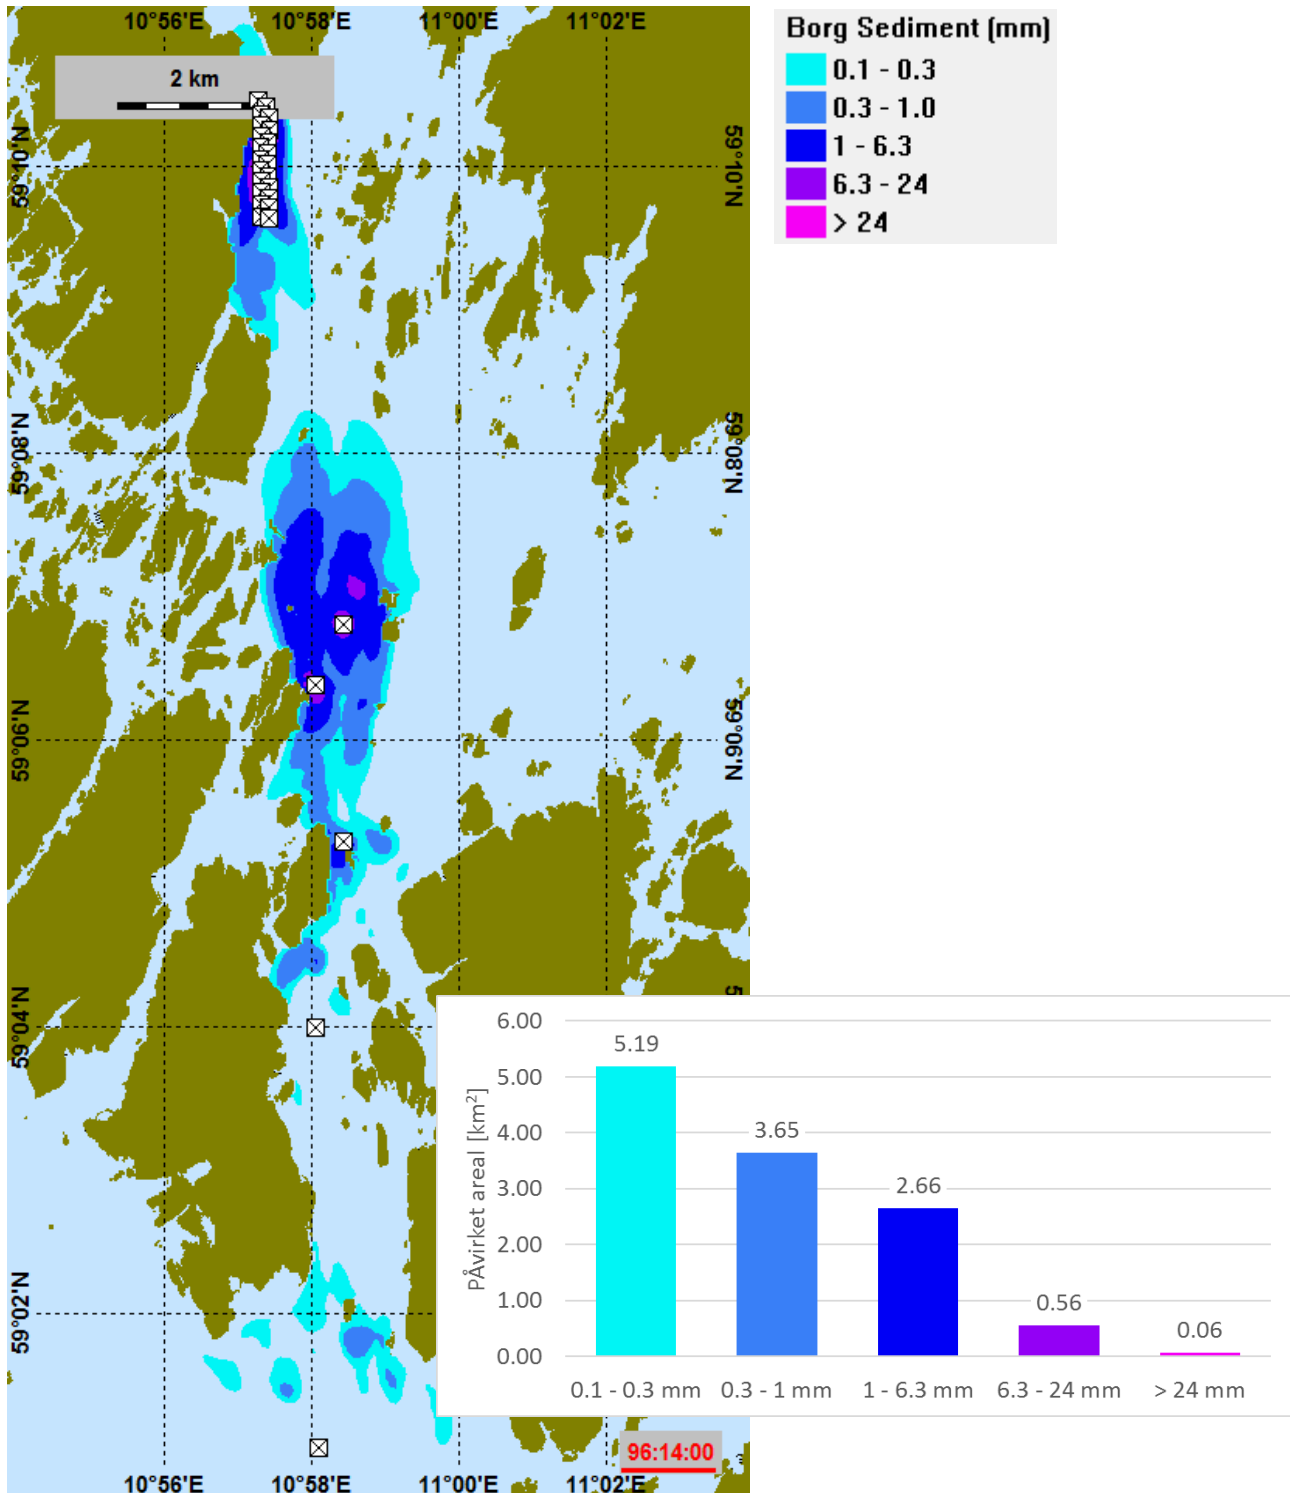 10°56'E 10°58'E 11°00'E 11°02'E
2 km
59°10'N 59°10'N
59°08'N 59°08'N
59°06'N 59°06'N
59°04'N 5
59°02'N
96:14:00
10°56'E 10°58'E 11°00'E 11°02'E
Borg Sediment (mm)
0.1 - 0.3
0.3 - 1.0
1 - 6.3
6.3 - 24
> 24
PÅvirket areal [km²]
6.00
5.00
4.00
3.00
2.00
1.00
0.00
5.19
3.65
2.66
0.56
0.06
0.1 - 0.3 mm 0.3 - 1 mm 1 - 6.3 mm 6.3 - 24 mm > 24 mm